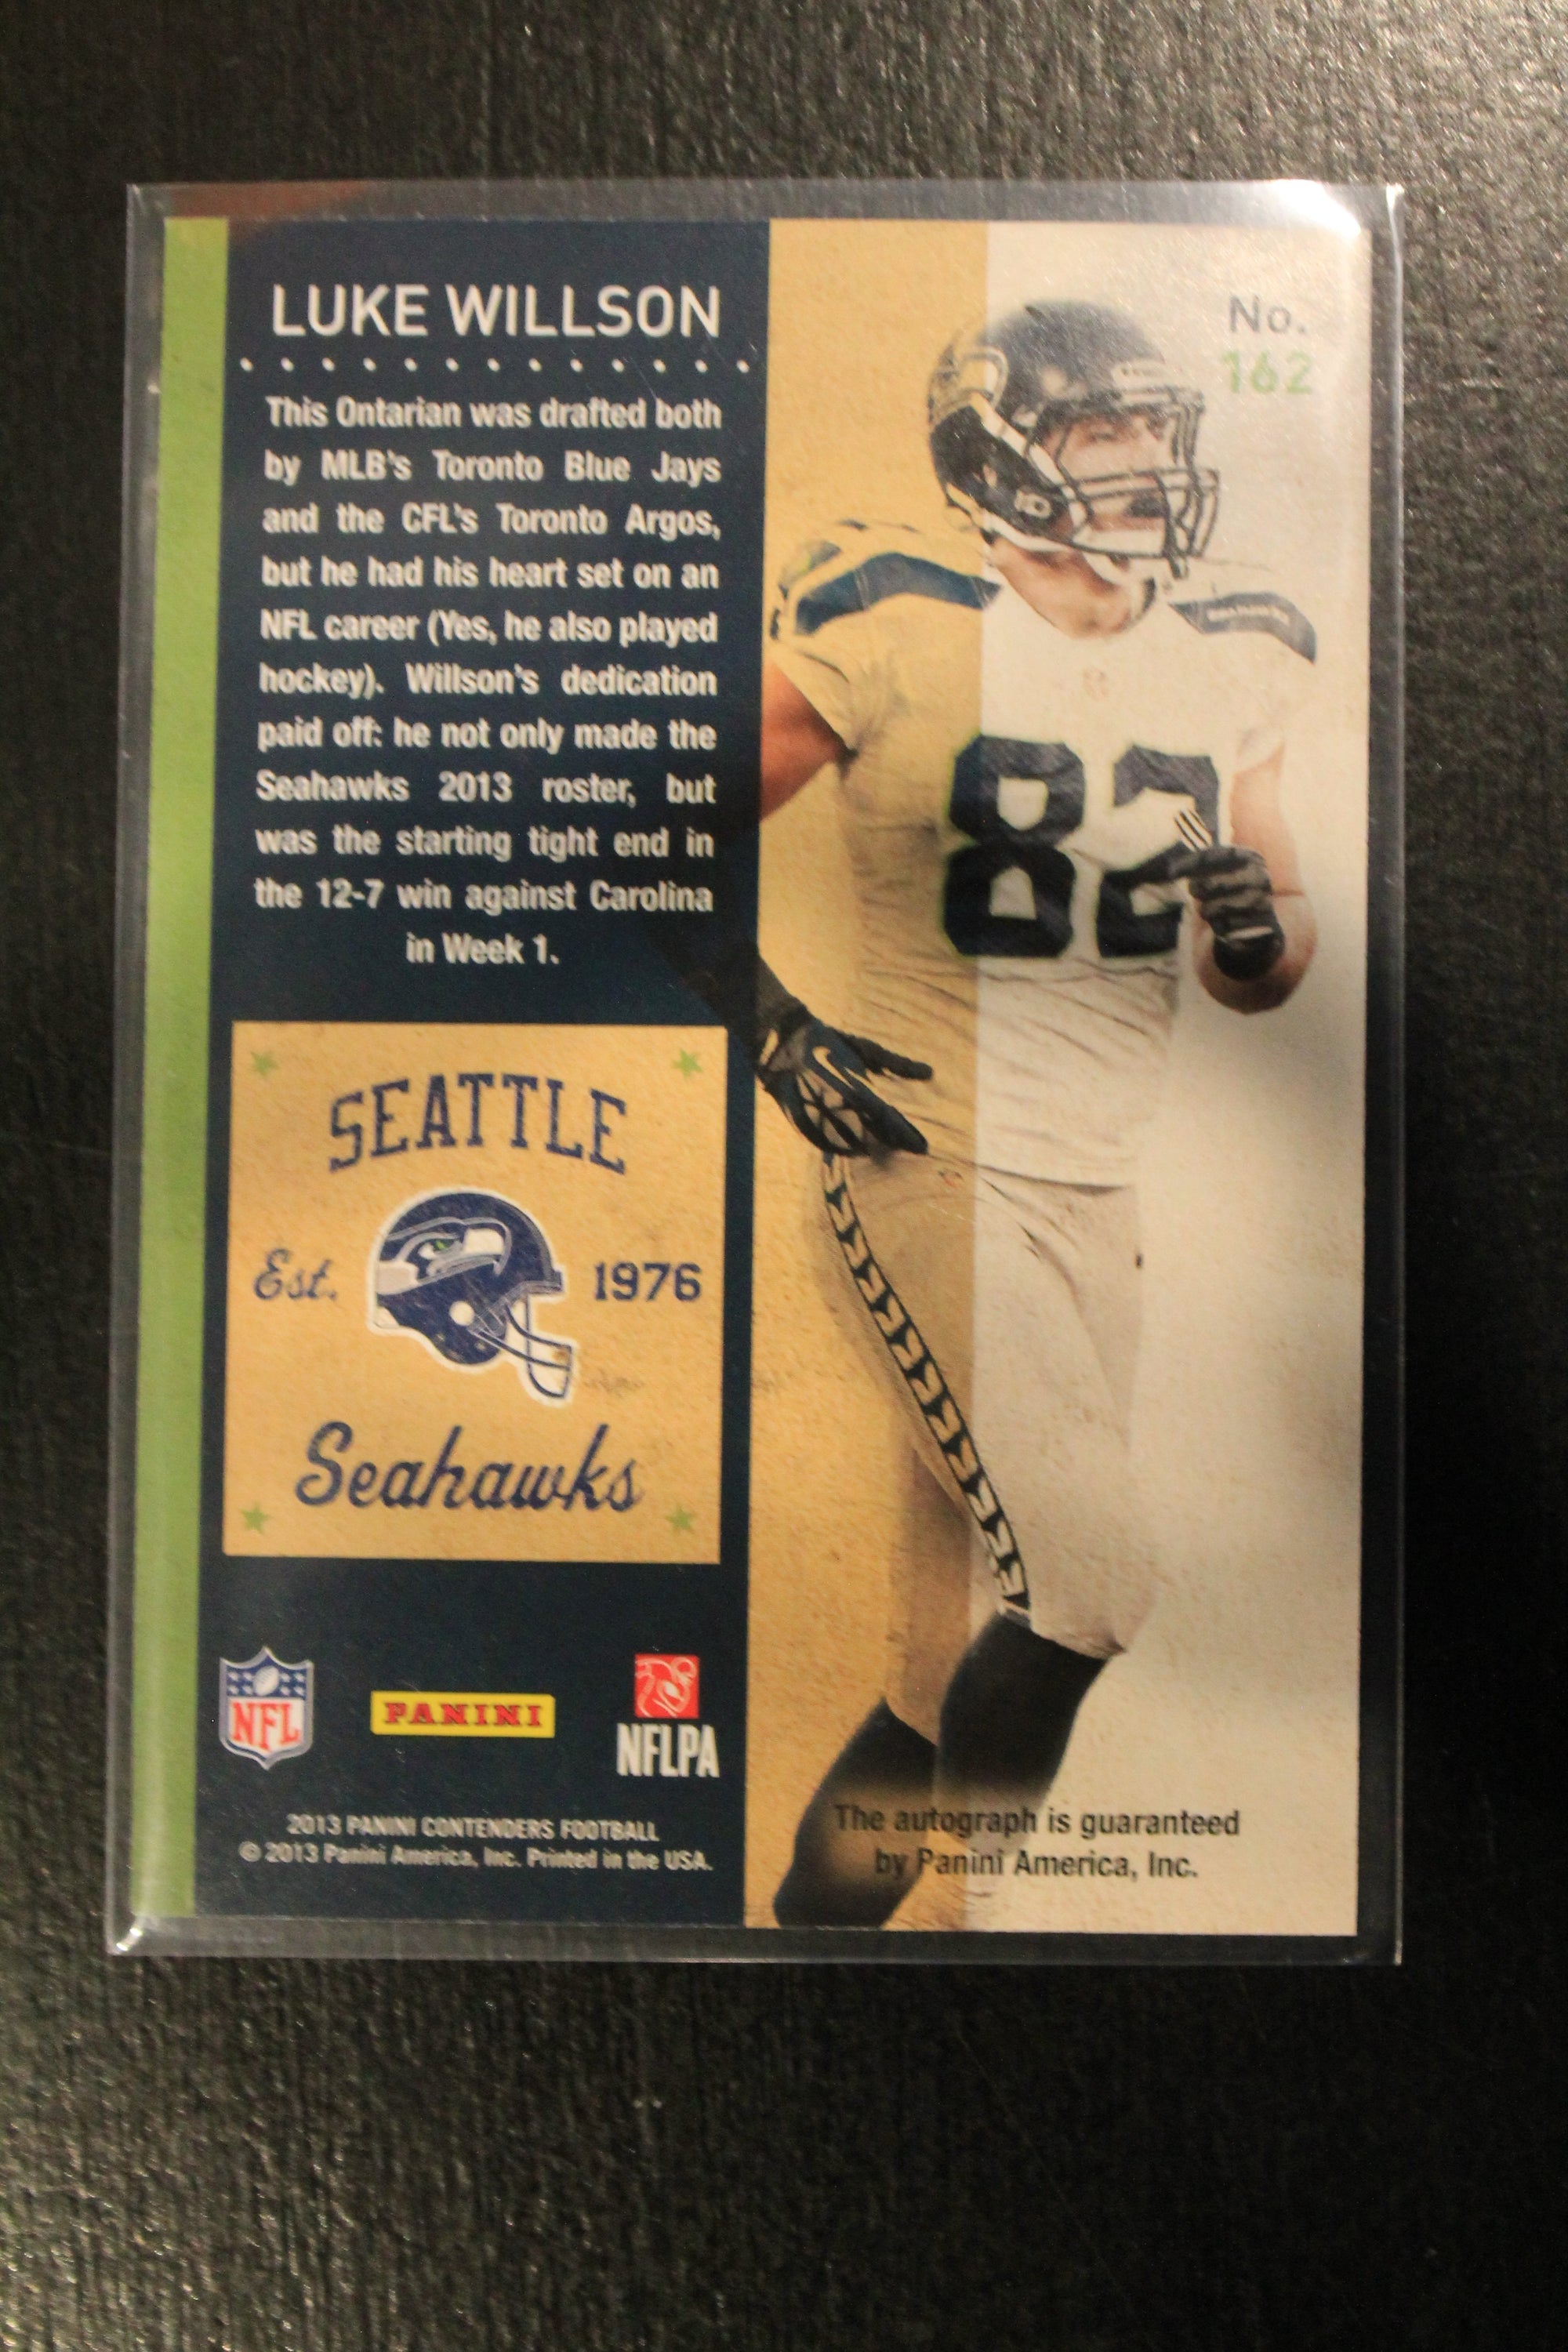 LUKE WILLSON
This Ontarian was drafted both
by MLB's Toronto Blue Jays
and the CFL's Toronto Argos,
but he had his heart set on an
NFL career (Yes, he also played
hockey). Willson's dedication
paid off: he not only made the
Seahawks 2013 roster, but
was the starting tight end in
the 12-7 win against Carolina
in Week 1.
SEATTLE
Est. 1976
Seahawks
NFL
PANINI
NFLPA
2013 PANINI CONTENDERS FOOTBALL
© 2013 Panini America, Inc. Printed in the USA.
No.
162
82
The autograph is guaranteed
by Panini America, Inc.